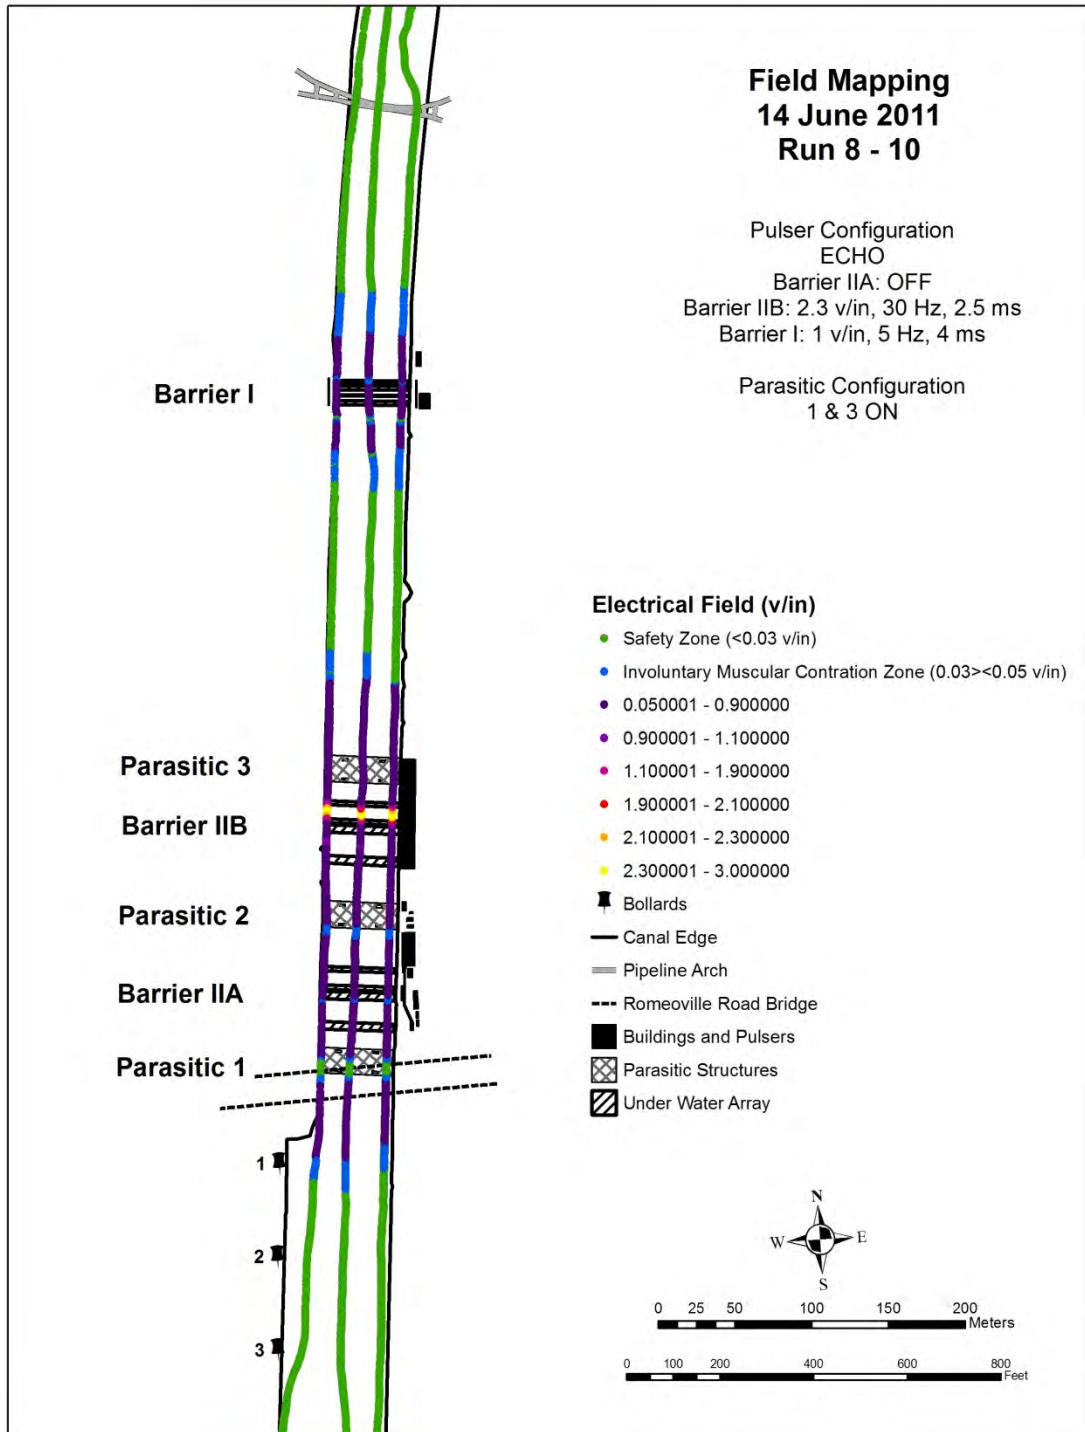 Field Mapping
14 June 2011
Run 8 - 10
Pulser Configuration
ECHO
Barrier IIA: OFF
Barrier IIB: 2.3 v/in, 30 Hz, 2.5 ms
Barrier I: 1 v/in, 5 Hz, 4 ms
Parasitic Configuration
1 & 3 ON
Barrier I
Parasitic 3
Barrier IIB
Parasitic 2
Barrier IIA
Parasitic 1
1
2
3
Electrical Field (v/in)
Safety Zone (<0.03 v/in)
Involuntary Muscular Contration Zone (0.03><0.05 v/in)
0.050001 - 0.900000
0.900001 - 1.100000
1.100001 - 1.900000
1.900001 - 2.100000
2.100001 - 2.300000
2.300001 - 3.000000
Bollards
Canal Edge
Pipeline Arch
Romeoville Road Bridge
Buildings and Pulsers
Parasitic Structures
Under Water Array
N
W E
S
0 25 50 100 150 200
Meters
0 100 200 400 600 800
Feet